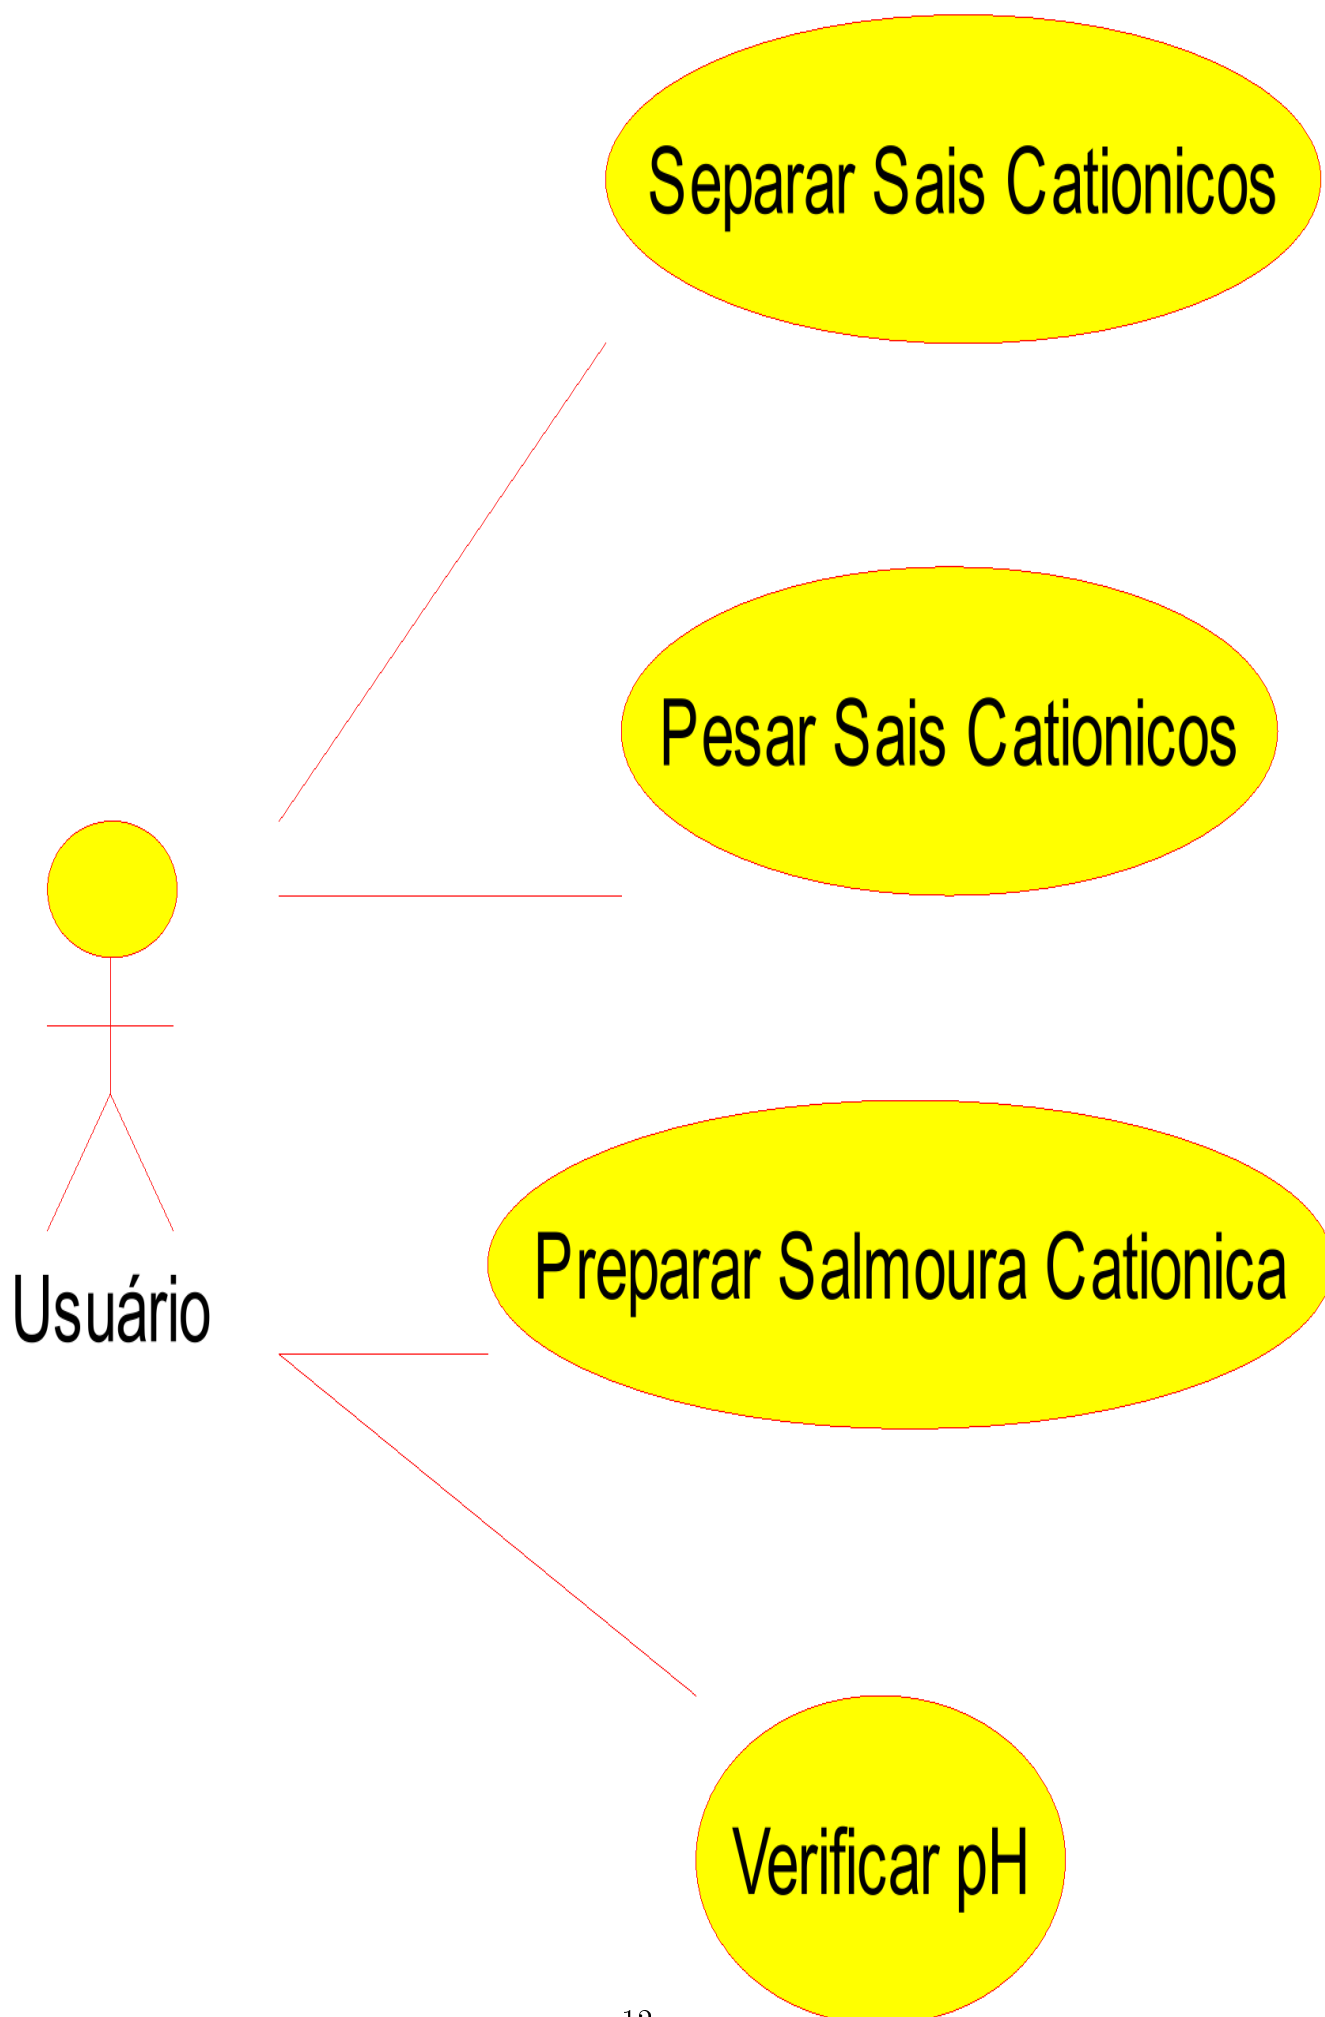 Separar Sais Cationicos
Pesar Sais Cationicos
Usuário
Preparar Salmoura Cationica
Verificar pH